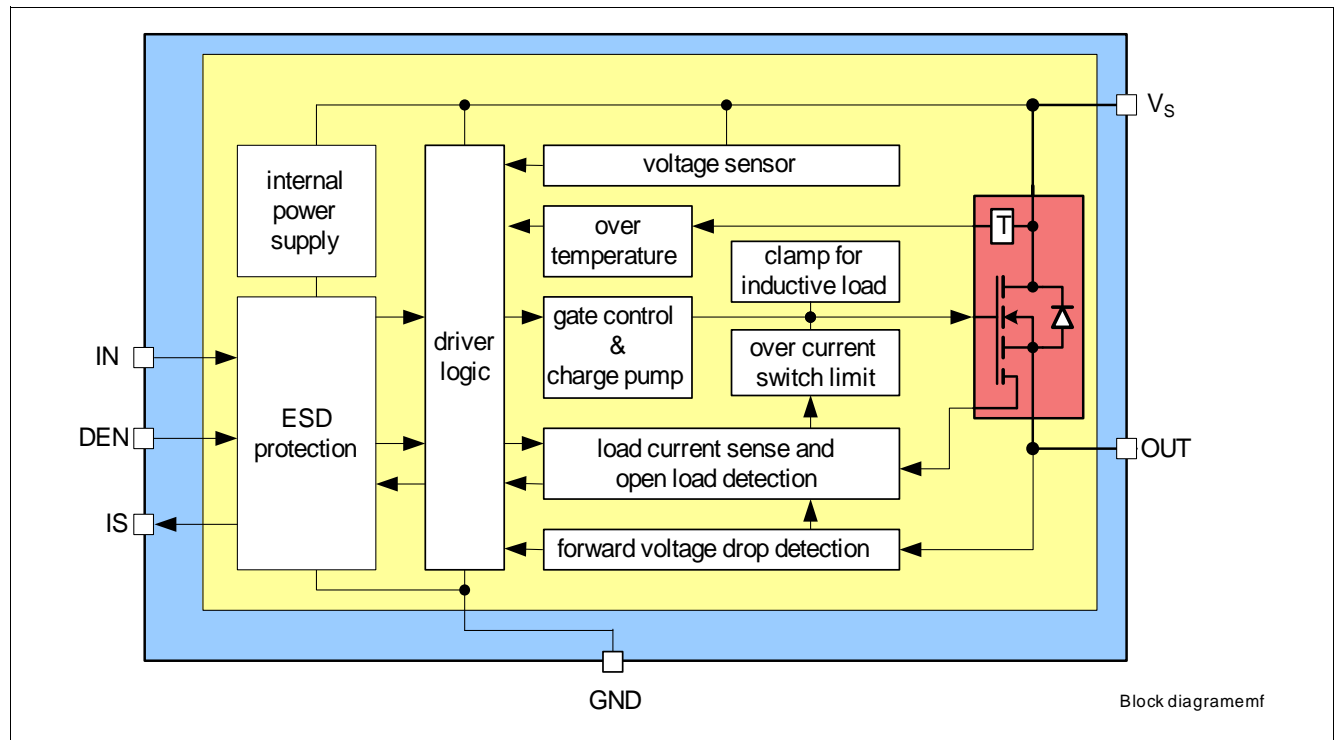 V_S
voltage sensor
internal
power
supply
over
temperature
T
clamp for
inductive load
gate control
&
charge pump
driver
logic
over current
switch limit
IN
ESD
protection
DEN
load current sense and
open load detection
OUT
IS
forward voltage drop detection
GND
Block diagramemf